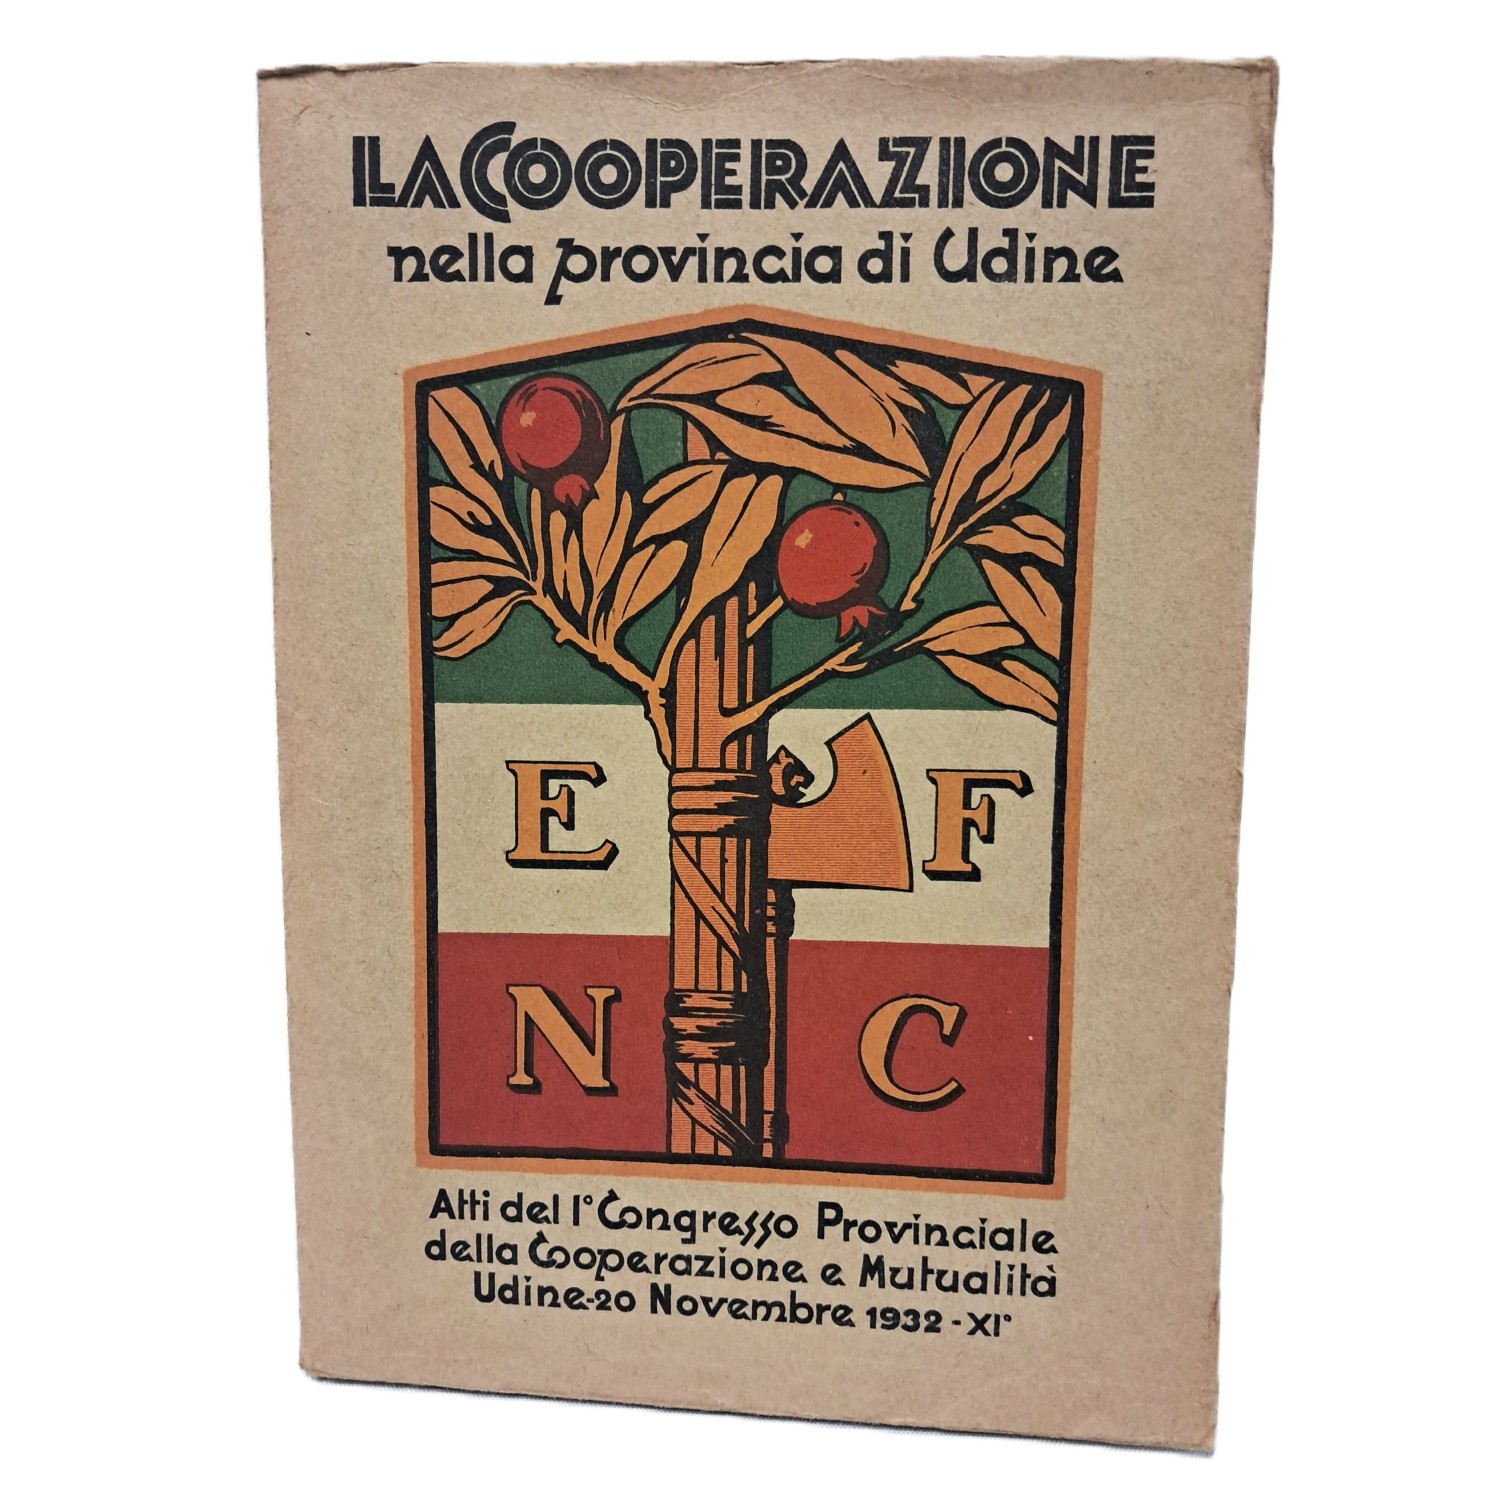 LA COOPERAZIONE
nella provincia di Udine
E F
N C
Atti del I° Congresso Provinciale
della Cooperazione e Mutualità
Udine-20 Novembre 1932 - XI°